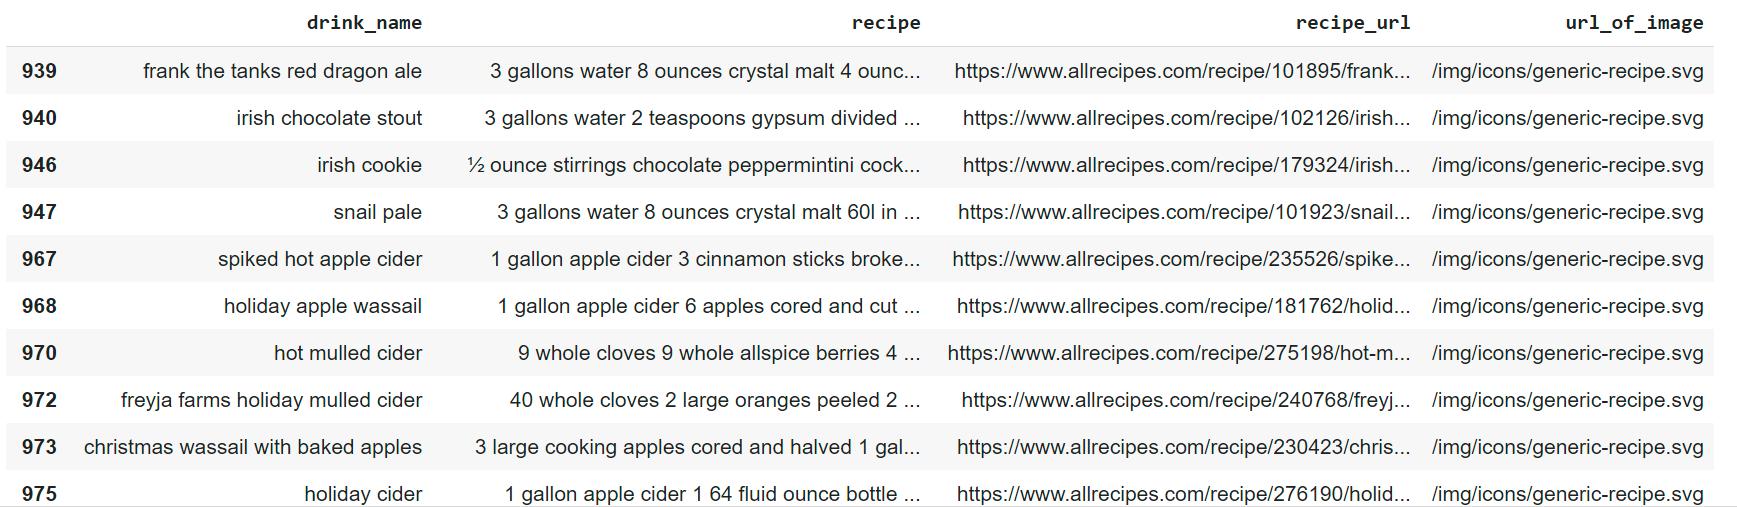 drink_name recipe recipe_url url_of_image
939 frank the tanks red dragon ale 3 gallons water 8 ounces crystal malt 4 ounc... https://www.allrecipes.com/recipe/101895/frank... /img/icons/generic-recipe.svg
940 irish chocolate stout 3 gallons water 2 teaspoons gypsum divided ... https://www.allrecipes.com/recipe/102126/irish... /img/icons/generic-recipe.svg
946 irish cookie ½ ounce stirrings chocolate peppermintini cock... https://www.allrecipes.com/recipe/179324/irish... /img/icons/generic-recipe.svg
947 snail pale 3 gallons water 8 ounces crystal malt 60l in ... https://www.allrecipes.com/recipe/101923/snail... /img/icons/generic-recipe.svg
967 spiked hot apple cider 1 gallon apple cider 3 cinnamon sticks broke... https://www.allrecipes.com/recipe/235526/spike... /img/icons/generic-recipe.svg
968 holiday apple wassail 1 gallon apple cider 6 apples cored and cut ... https://www.allrecipes.com/recipe/181762/holid... /img/icons/generic-recipe.svg
970 hot mulled cider 9 whole cloves 9 whole allspice berries 4 ... https://www.allrecipes.com/recipe/275198/hot-m... /img/icons/generic-recipe.svg
972 freyja farms holiday mulled cider 40 whole cloves 2 large oranges peeled 2 ... https://www.allrecipes.com/recipe/240768/freyj... /img/icons/generic-recipe.svg
973 christmas wassail with baked apples 3 large cooking apples cored and halved 1 gal... https://www.allrecipes.com/recipe/230423/chris... /img/icons/generic-recipe.svg
975 holiday cider 1 gallon apple cider 1 64 fluid ounce bottle ... https://www.allrecipes.com/recipe/276190/holid... /img/icons/generic-recipe.svg